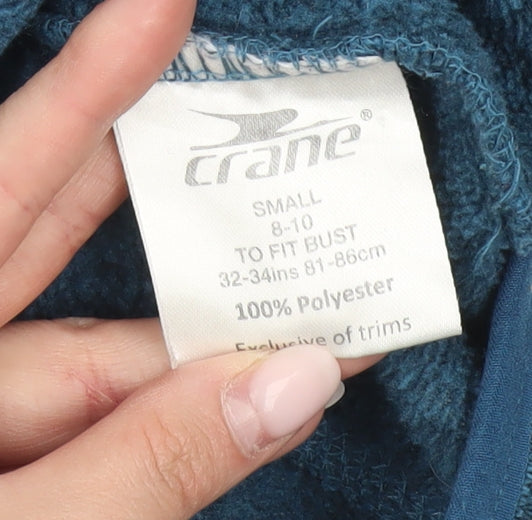 crane®
SMALL
8-10
TO FIT BUST
32-34ins 81-86cm
100% Polyester
Exclusive of trims